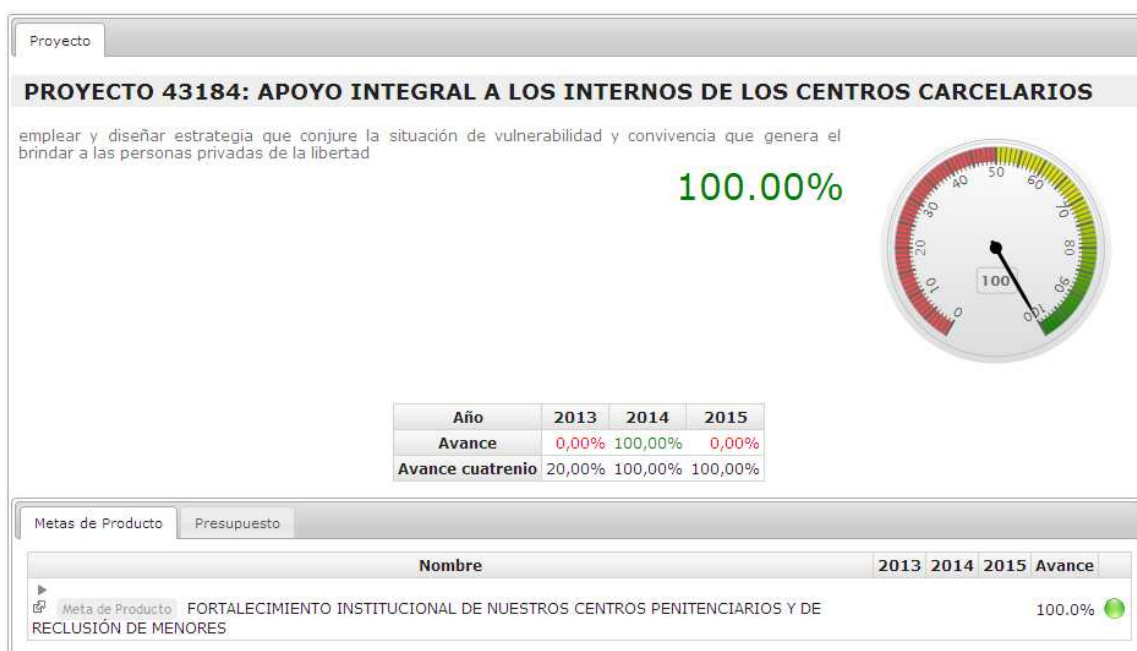 Proyecto
PROYECTO 43184: APOYO INTEGRAL A LOS INTERNOS DE LOS CENTROS CARCELARIOS
emplear y diseñar estrategia que conjure la situación de vulnerabilidad y convivencia que genera el
brindar a las personas privadas de la libertad
100.00%
0 10 20 30 40 50 60 70 80 90 100
100
Año 2013 2014 2015
Avance 0,00% 100,00% 0,00%
Avance cuatrenio 20,00% 100,00% 100,00%
Metas de Producto Presupuesto
Nombre 2013 2014 2015 Avance
Meta de Producto FORTALECIMIENTO INSTITUCIONAL DE NUESTROS CENTROS PENITENCIARIOS Y DE 100.0%
RECLUSIÓN DE MENORES